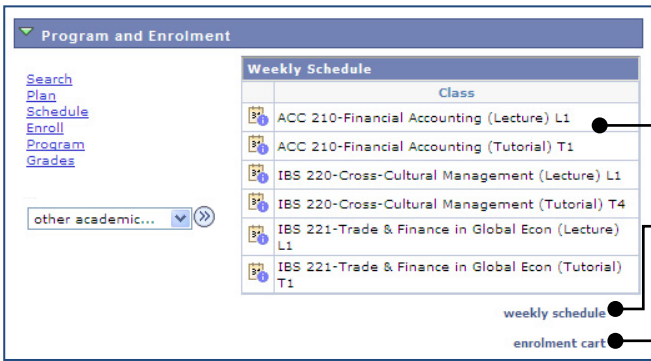 Program and Enrolment
Search
Plan
Schedule
Enroll
Program
Grades
other academic...
Weekly Schedule
Class
ACC 210-Financial Accounting (Lecture) L1
ACC 210-Financial Accounting (Tutorial) T1
IBS 220-Cross-Cultural Management (Lecture) L1
IBS 220-Cross-Cultural Management (Tutorial) T4
IBS 221-Trade & Finance in Global Econ (Lecture)
L1
IBS 221-Trade & Finance in Global Econ (Tutorial)
T1
weekly schedule
enrolment cart